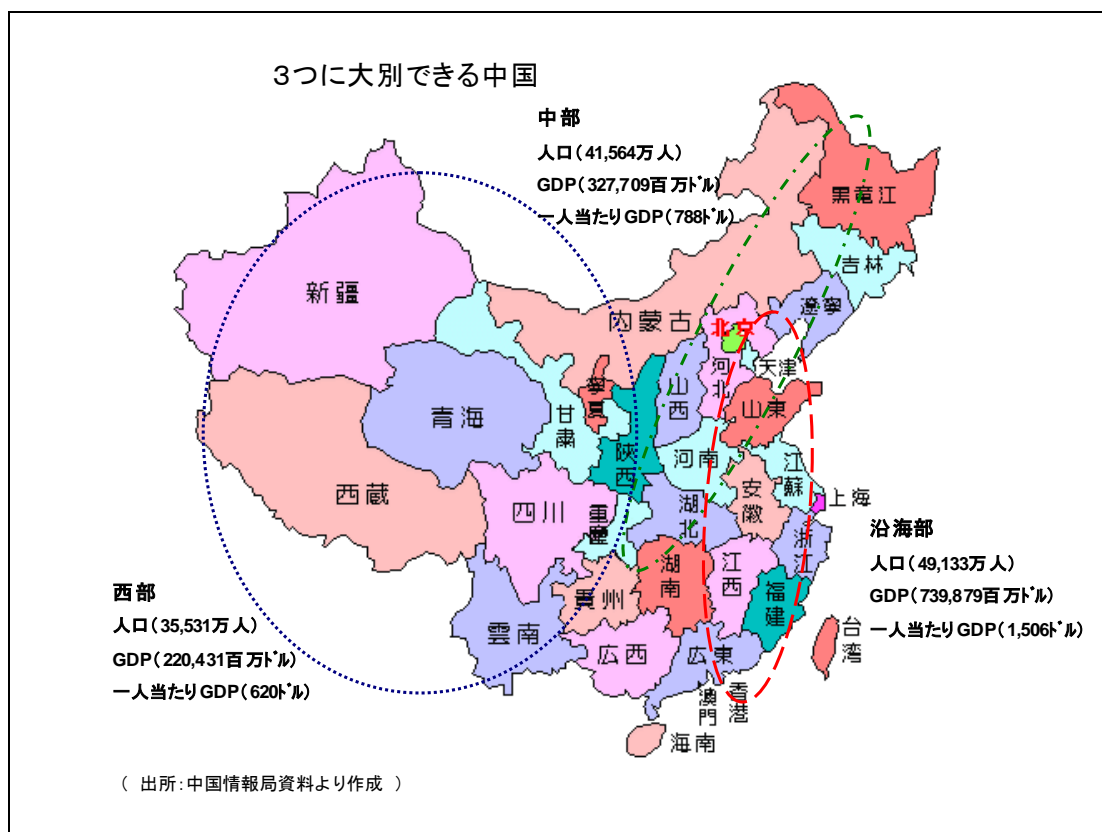 3つに大別できる中国
中部
人口(41,564万人)
GDP(327,709百万ドル)
一人当たりGDP(788ドル)
黒竜江
吉林
遼寧
新疆
内蒙古
北京
天津
河北
山西
山東
寧夏
甘粛
青海
陝西
河南
江蘇
西蔵
四川
重慶
湖北
安徽
上海
浙江
沿海部
人口(49,133万人)
GDP(739,879百万ドル)
一人当たりGDP(1,506ドル)
湖南
江西
福建
貴州
雲南
広西
広東
台湾
香港
澳門
海南
西部
人口(35,531万人)
GDP(220,431百万ドル)
一人当たりGDP(620ドル)
( 出所:中国情報局資料より作成 )